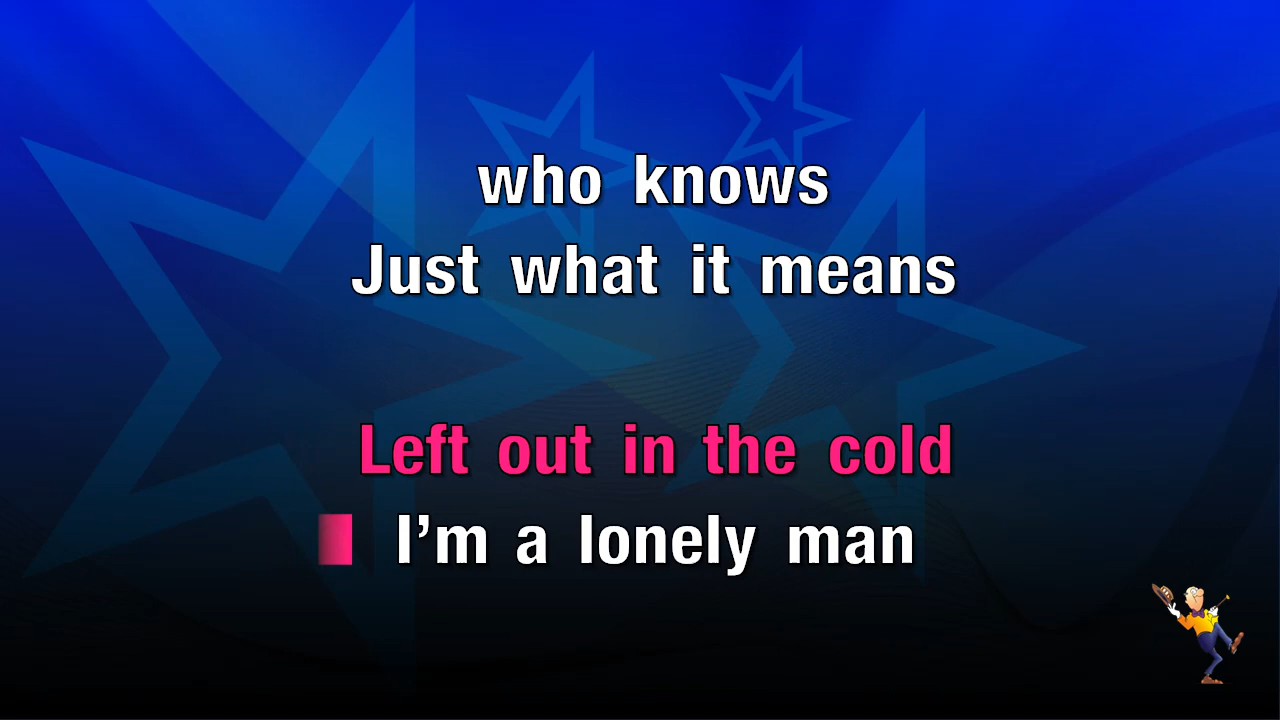 who knows
Just what it means
Left out in the cold
I’m a lonely man